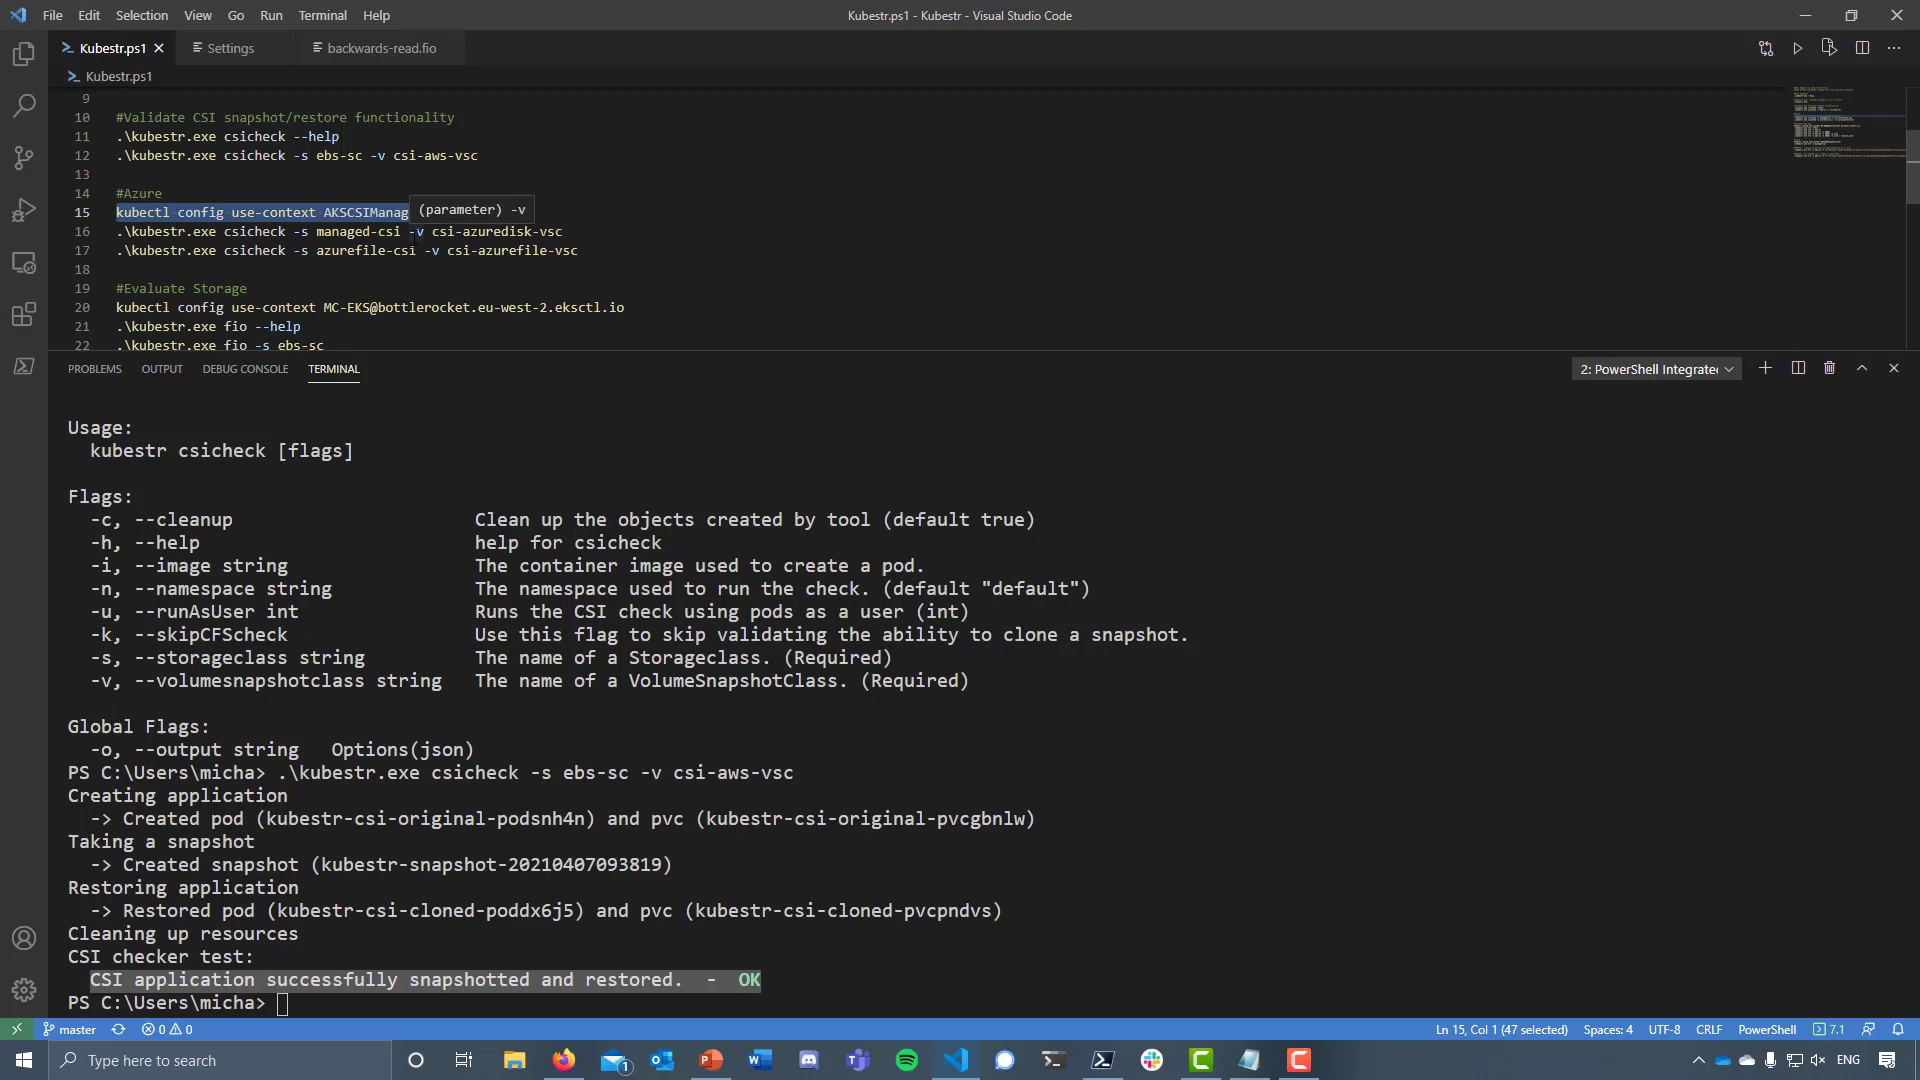 File Edit Selection View Go Run Terminal Help
Kubestr.ps1 - Kubestr - Visual Studio Code
Kubestr.ps1
Settings
backwards-read.fio
Kubestr.ps1
9
10 #Validate CSI snapshot/restore functionality
11 .\kubestr.exe csicheck --help
12 .\kubestr.exe csicheck -s ebs-sc -v csi-aws-vsc
13
14 #Azure
15 kubectl config use-context AKSCSIManag
(parameter) -v
16 .\kubestr.exe csicheck -s managed-csi -v csi-azuredisk-vsc
17 .\kubestr.exe csicheck -s azurefile-csi -v csi-azurefile-vsc
18
19 #Evaluate Storage
20 kubectl config use-context MC-EKS@bottlerocket.eu-west-2.eksctl.io
21 .\kubestr.exe fio --help
22 .\kubestr.exe fio -s ebs-sc
PROBLEMS OUTPUT DEBUG CONSOLE TERMINAL
2: PowerShell Integrated
Usage:
kubestr csicheck [flags]
Flags:
-c, --cleanup Clean up the objects created by tool (default true)
-h, --help help for csicheck
-i, --image string The container image used to create a pod.
-n, --namespace string The namespace used to run the check. (default "default")
-u, --runAsUser int Runs the CSI check using pods as a user (int)
-k, --skipCFScheck Use this flag to skip validating the ability to clone a snapshot.
-s, --storageclass string The name of a Storageclass. (Required)
-v, --volumesnapshotclass string The name of a VolumeSnapshotClass. (Required)
Global Flags:
-o, --output string Options(json)
PS C:\Users\micha> .\kubestr.exe csicheck -s ebs-sc -v csi-aws-vsc
Creating application
-> Created pod (kubestr-csi-original-podsnh4n) and pvc (kubestr-csi-original-pvcgbnlw)
Taking a snapshot
-> Created snapshot (kubestr-snapshot-20210407093819)
Restoring application
-> Restored pod (kubestr-csi-cloned-poddx6j5) and pvc (kubestr-csi-cloned-pvcpndvs)
Cleaning up resources
CSI checker test:
CSI application successfully snapshotted and restored. - OK
PS C:\Users\micha>
master 0 0
Ln 15, Col 1 (47 selected) Spaces: 4 UTF-8 CRLF PowerShell 7.1
Type here to search
1
ENG